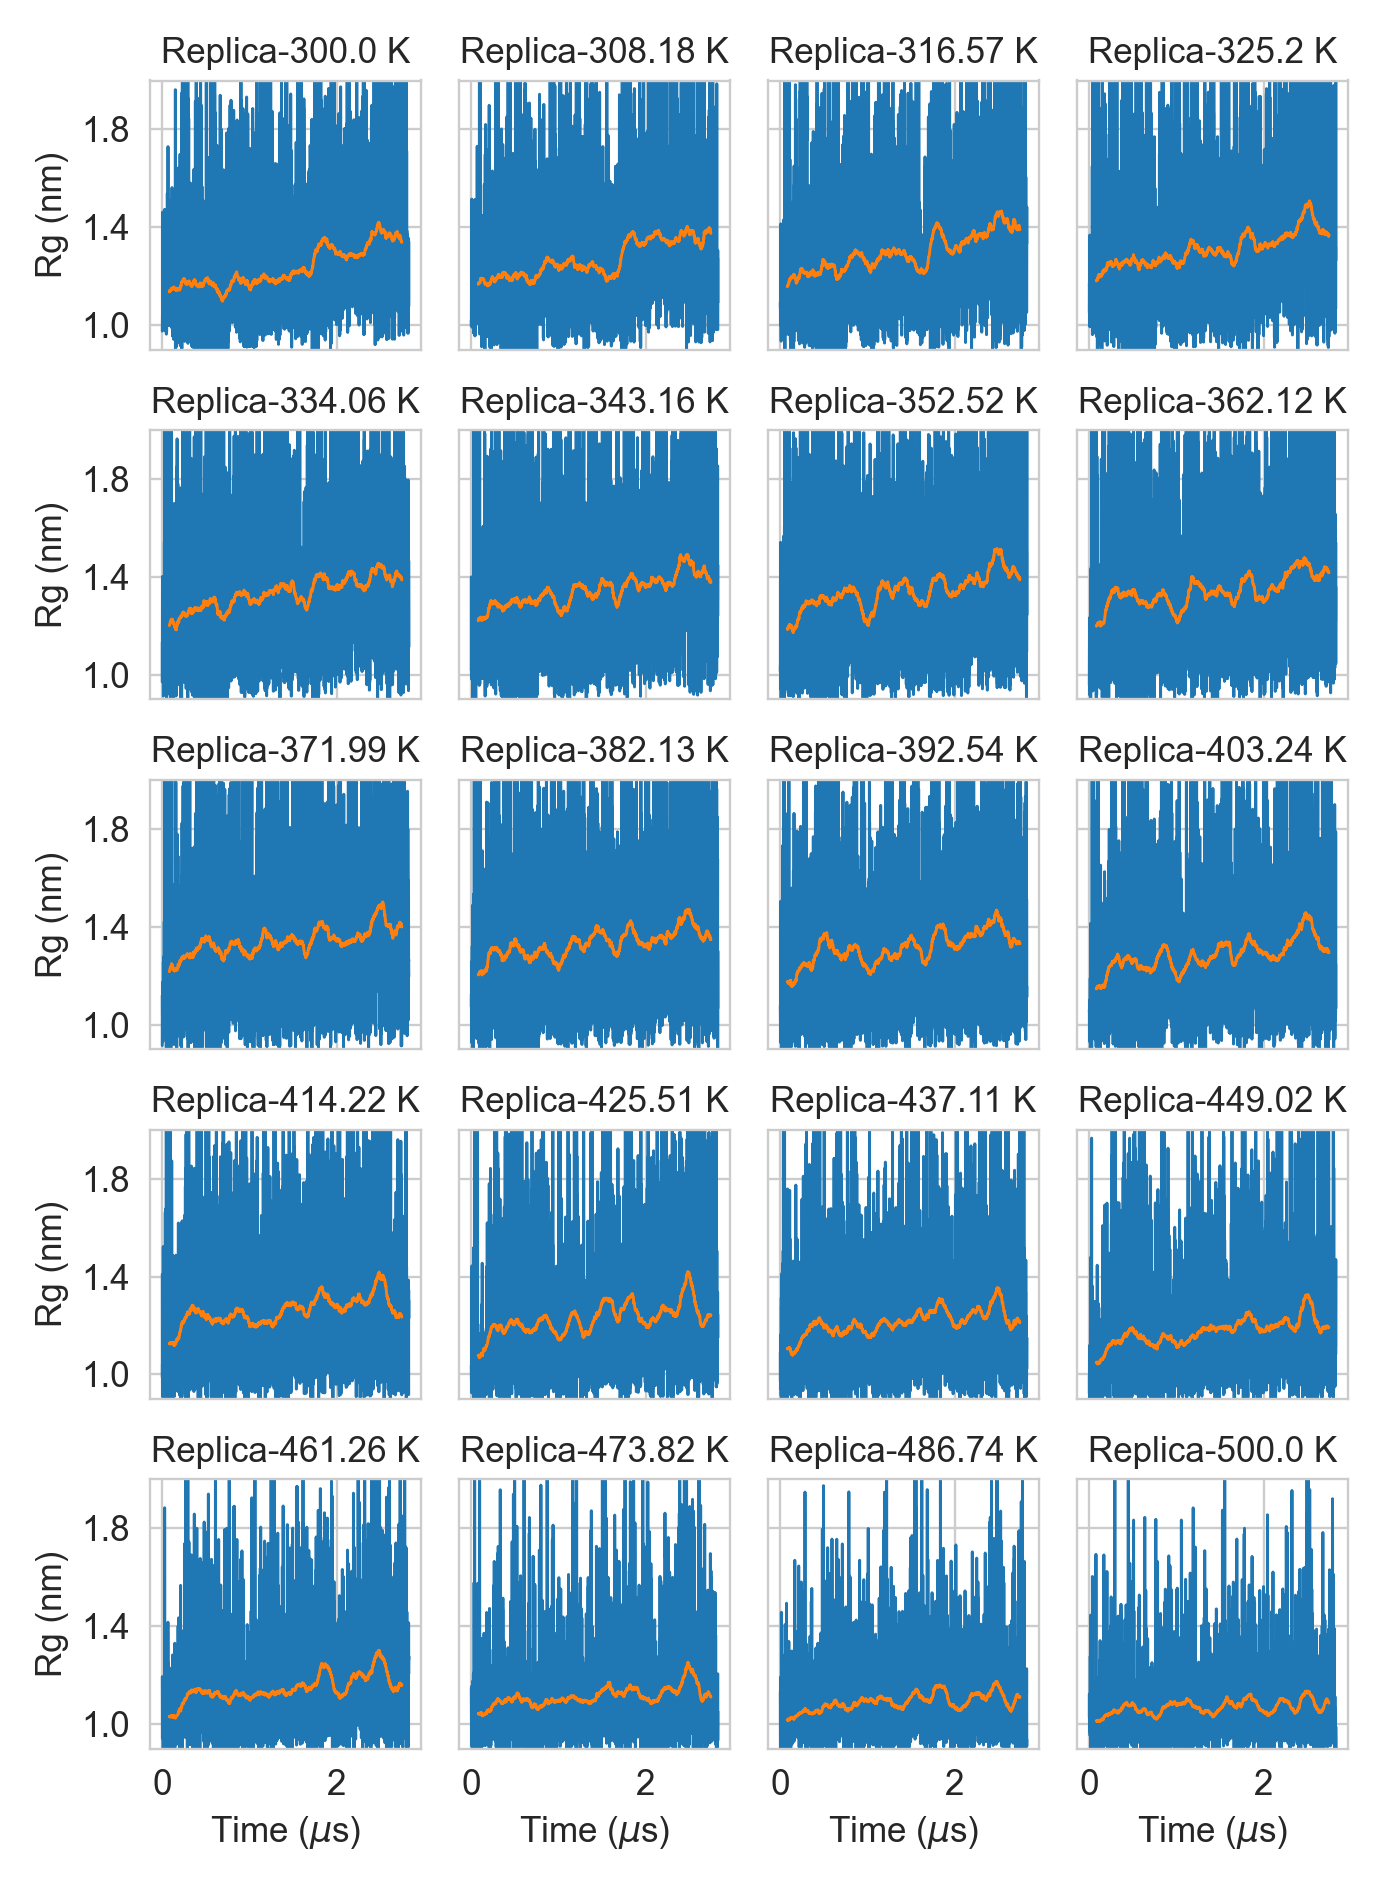 Replica-300.0 K Replica-308.18 K Replica-316.57 K Replica-325.2 K
1.8
1.4
1.0
Rg (nm)
Replica-334.06 K Replica-343.16 K Replica-352.52 K Replica-362.12 K
1.8
1.4
1.0
Rg (nm)
Replica-371.99 K Replica-382.13 K Replica-392.54 K Replica-403.24 K
1.8
1.4
1.0
Rg (nm)
Replica-414.22 K Replica-425.51 K Replica-437.11 K Replica-449.02 K
1.8
1.4
1.0
Rg (nm)
Replica-461.26 K Replica-473.82 K Replica-486.74 K Replica-500.0 K
1.8
1.4
1.0
Rg (nm)
0 2 0 2 0 2 0 2
Time (μs) Time (μs) Time (μs) Time (μs)